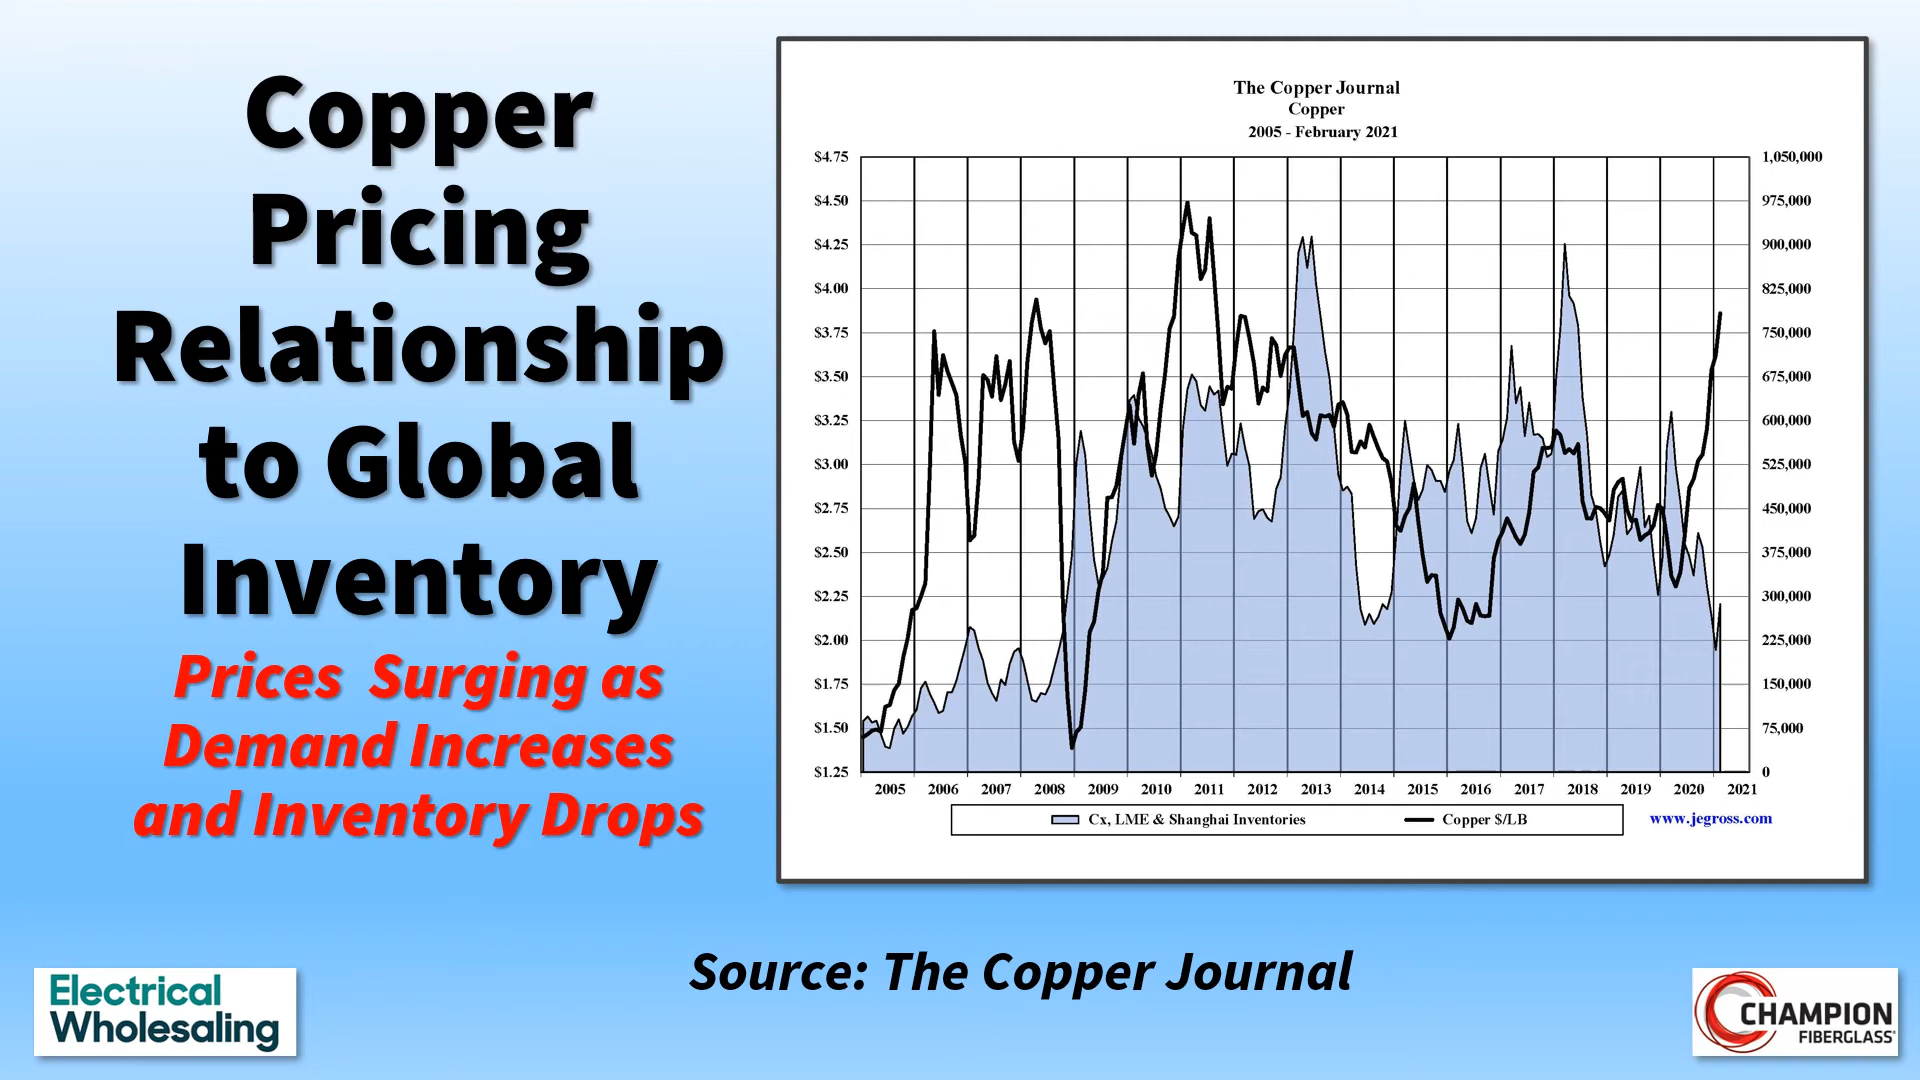 Copper
Pricing
Relationship
to Global
Inventory
Prices Surging as
Demand Increases
and Inventory Drops
The Copper Journal
Copper
2005 - February 2021
$4.75
$4.50
$4.25
$4.00
$3.75
$3.50
$3.25
$3.00
$2.75
$2.50
$2.25
$2.00
$1.75
$1.50
$1.25
1,050,000
975,000
900,000
825,000
750,000
675,000
600,000
525,000
450,000
375,000
300,000
225,000
150,000
75,000
0
2005 2006 2007 2008 2009 2010 2011 2012 2013 2014 2015 2016 2017 2018 2019 2020 2021
Cx, LME & Shanghai Inventories Copper $/LB
www.jegross.com
Source: The Copper Journal
Electrical
Wholesaling
CHAMPION
FIBERGLASS®